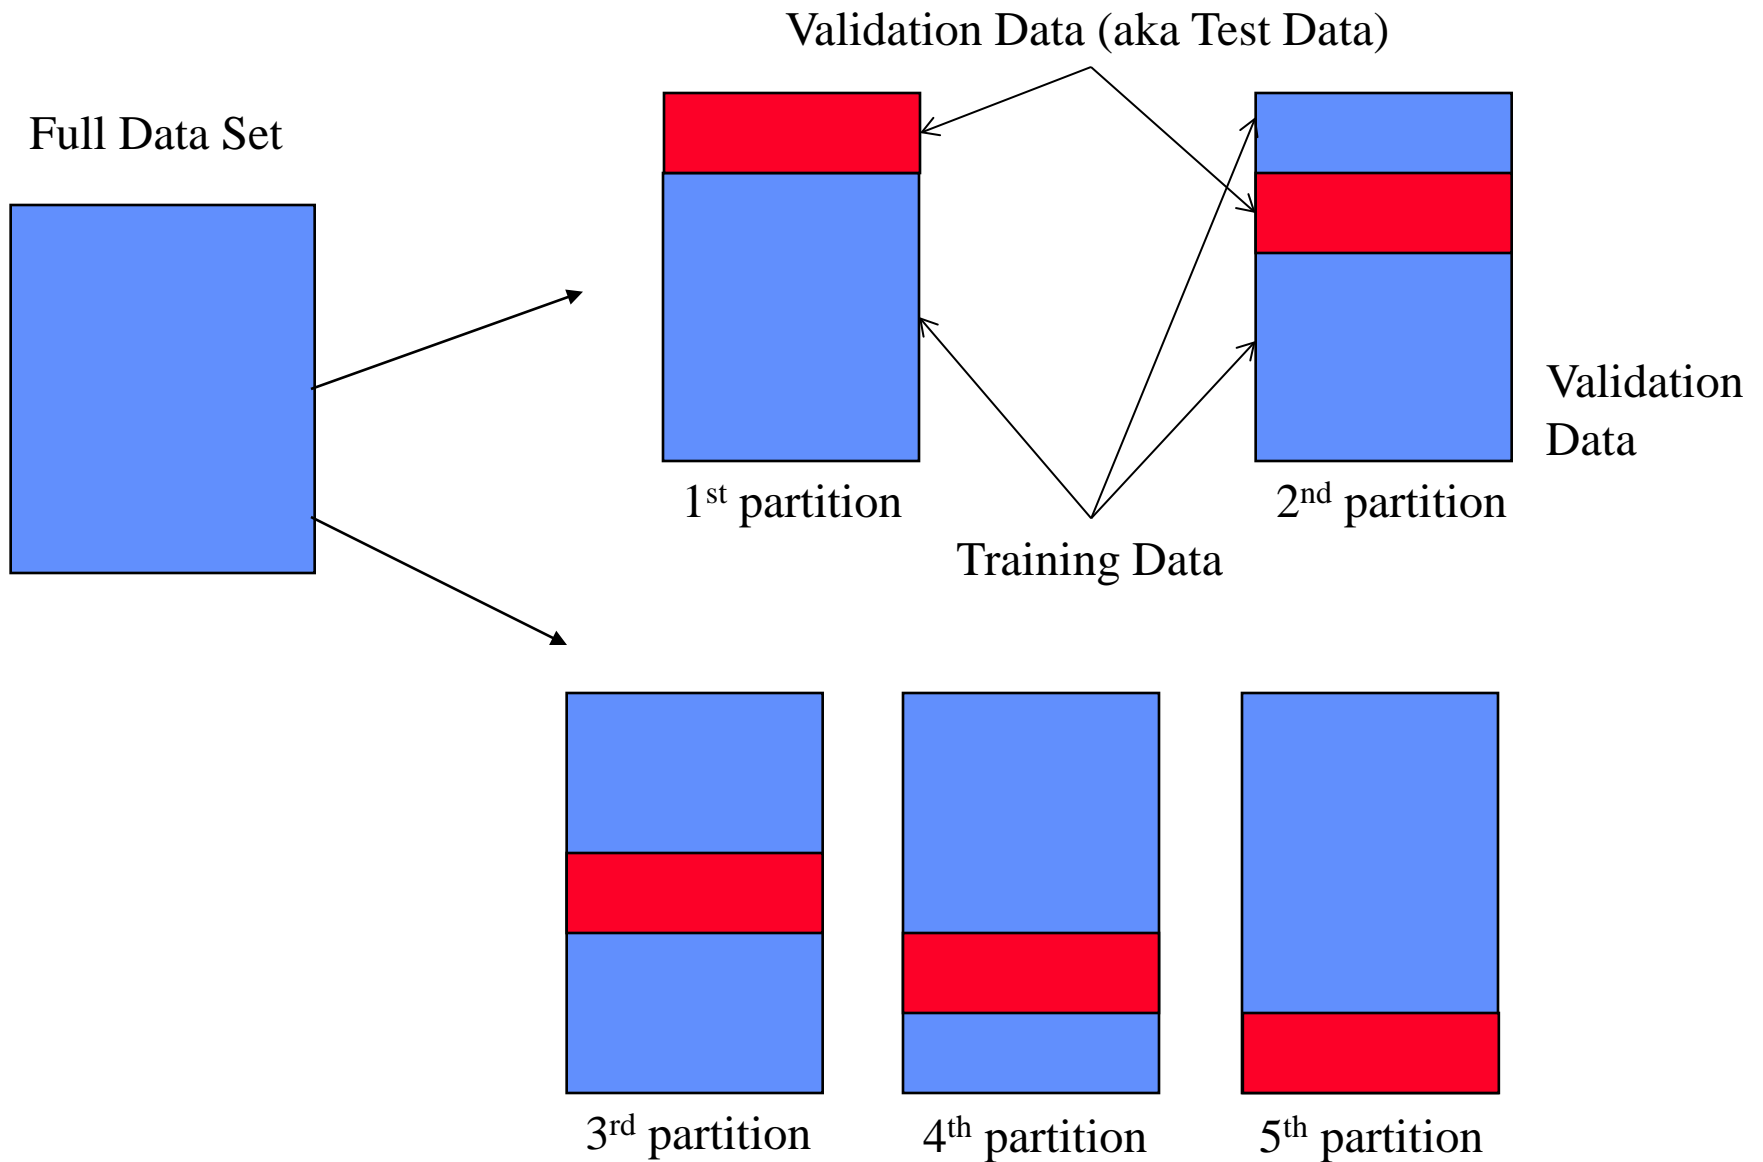 Validation Data (aka Test Data)
Full Data Set
Validation
Data
1st partition
2nd partition
Training Data
3rd partition
4th partition
5th partition